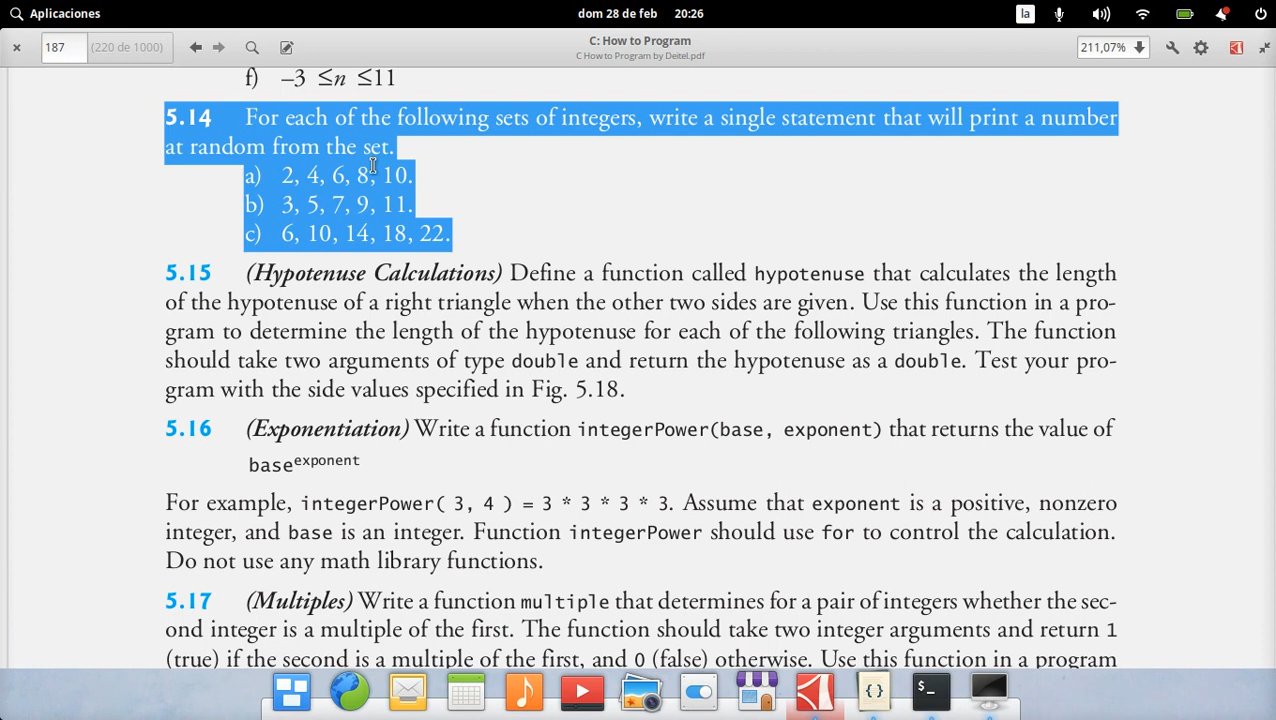 Aplicaciones
dom 28 de feb 20:26
la
187 (220 de 1000)
C: How to Program
C How to Program by Deitel.pdf
211,07%
f) –3 ≤n ≤11
5.14 For each of the following sets of integers, write a single statement that will print a number
at random from the set.
a) 2, 4, 6, 8, 10.
b) 3, 5, 7, 9, 11.
c) 6, 10, 14, 18, 22.
5.15 (Hypotenuse Calculations) Define a function called hypotenuse that calculates the length
of the hypotenuse of a right triangle when the other two sides are given. Use this function in a pro-
gram to determine the length of the hypotenuse for each of the following triangles. The function
should take two arguments of type double and return the hypotenuse as a double. Test your pro-
gram with the side values specified in Fig. 5.18.
5.16 (Exponentiation) Write a function integerPower(base, exponent) that returns the value of
base^exponent
For example, integerPower( 3, 4 ) = 3 * 3 * 3 * 3. Assume that exponent is a positive, nonzero
integer, and base is an integer. Function integerPower should use for to control the calculation.
Do not use any math library functions.
5.17 (Multiples) Write a function multiple that determines for a pair of integers whether the sec-
ond integer is a multiple of the first. The function should take two integer arguments and return 1
(true) if the second is a multiple of the first, and 0 (false) otherwise. Use this function in a program